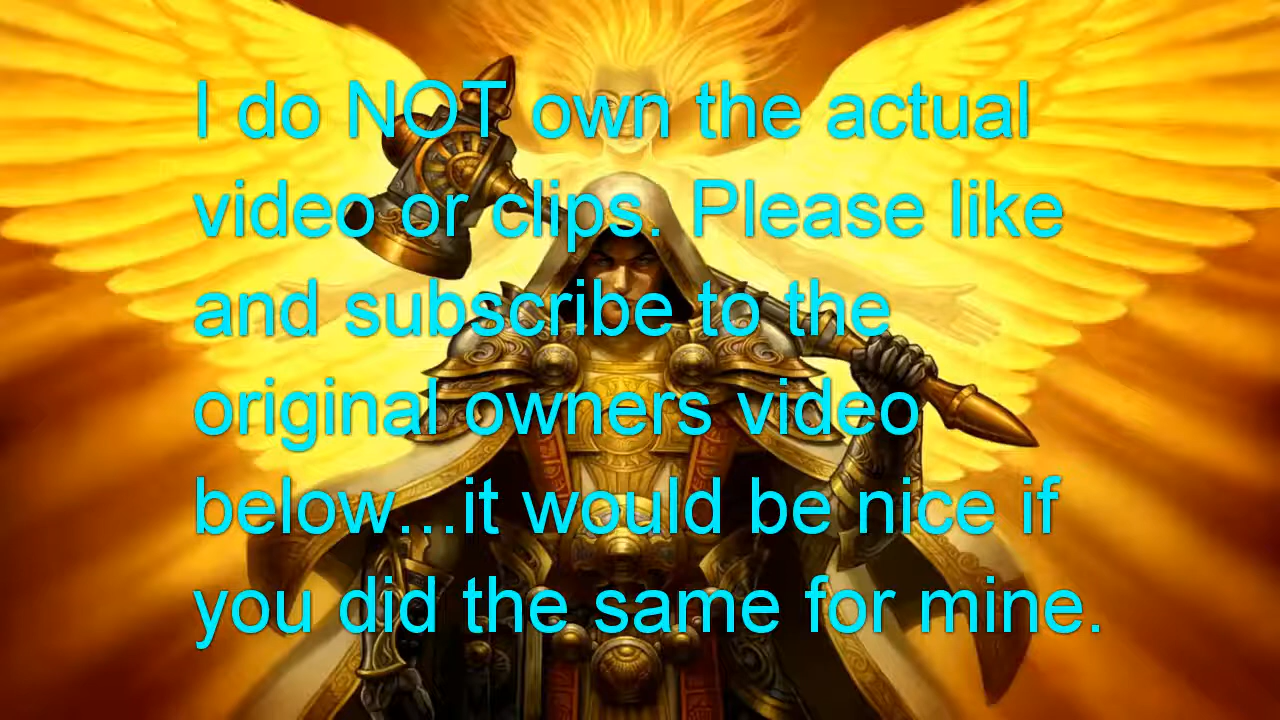 I do NOT own the actual
video or clips. Please like
and subscribe to the
original owners video
below...it would be nice if
you did the same for mine.